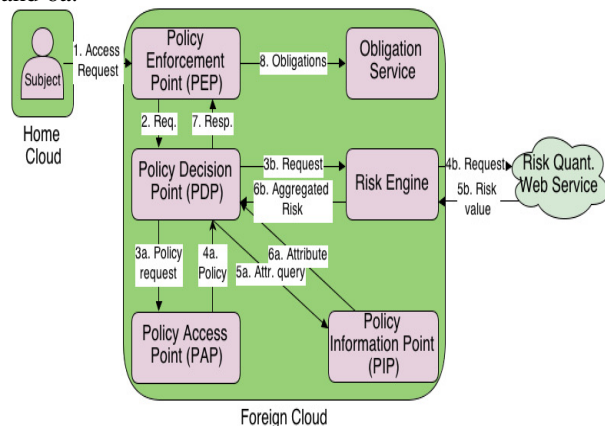 1. Access
Request
Subject
Home
Cloud
Policy
Enforcement
Point (PEP)
8. Obligations
Obligation
Service
2. Req.
7. Resp.
Policy Decision
Point (PDP)
3b. Request
6b. Aggregated
Risk
Risk Engine
4b. Request
5b. Risk
value
Risk Quant.
Web Service
3a. Policy
request
4a.
Policy
6a. Attribute
5a. Attr. query
Policy Access
Point (PAP)
Policy
Information Point
(PIP)
Foreign Cloud